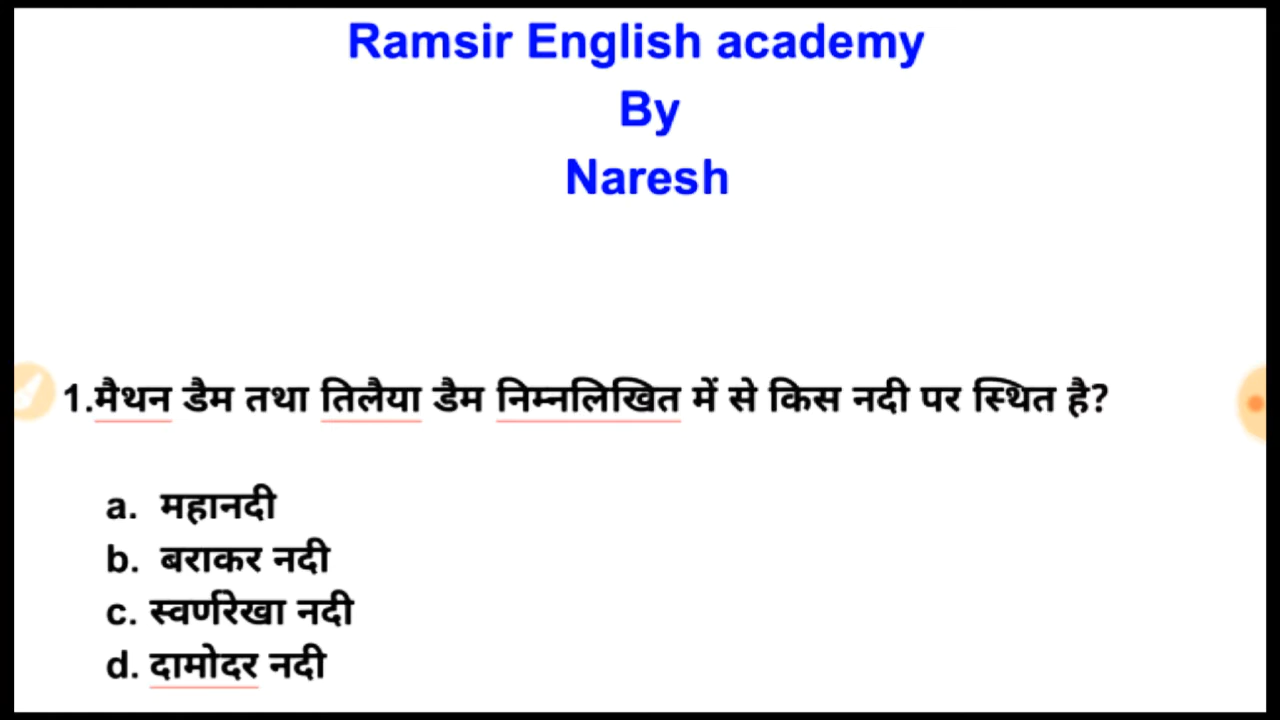 Ramsir English academy
By
Naresh
1.मैथन डैम तथा तिलैया डैम निम्नलिखित में से किस नदी पर स्थित है?
a. महानदी
b. बराकर नदी
c. स्वर्णरेखा नदी
d. दामोदर नदी